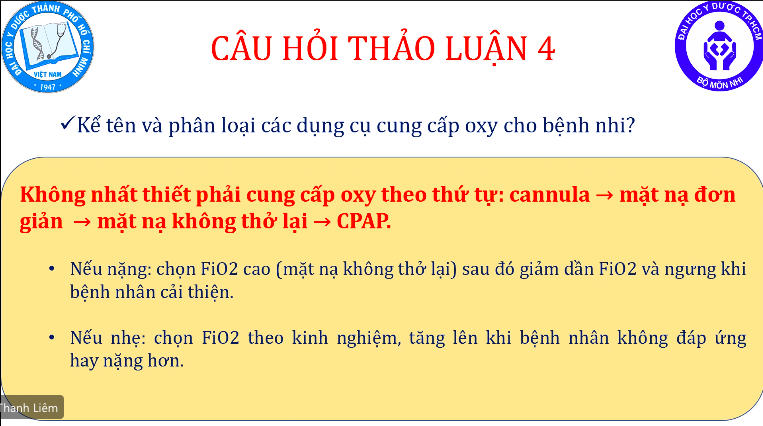 ĐẠI HỌC Y DƯỢC THÀNH PHỐ HỒ CHÍ MINH
VIỆT NAM
1947
CÂU HỎI THẢO LUẬN 4
ĐẠI HỌC Y DƯỢC TPHCM
BỘ MÔN NHI
✓Kể tên và phân loại các dụng cụ cung cấp oxy cho bệnh nhi?
Không nhất thiết phải cung cấp oxy theo thứ tự: cannula → mặt nạ đơn
giản → mặt nạ không thở lại → CPAP.
• Nếu nặng: chọn FiO2 cao (mặt nạ không thở lại) sau đó giảm dần FiO2 và ngưng khi
bệnh nhân cải thiện.
• Nếu nhẹ: chọn FiO2 theo kinh nghiệm, tăng lên khi bệnh nhân không đáp ứng
hay nặng hơn.
Thanh Liêm